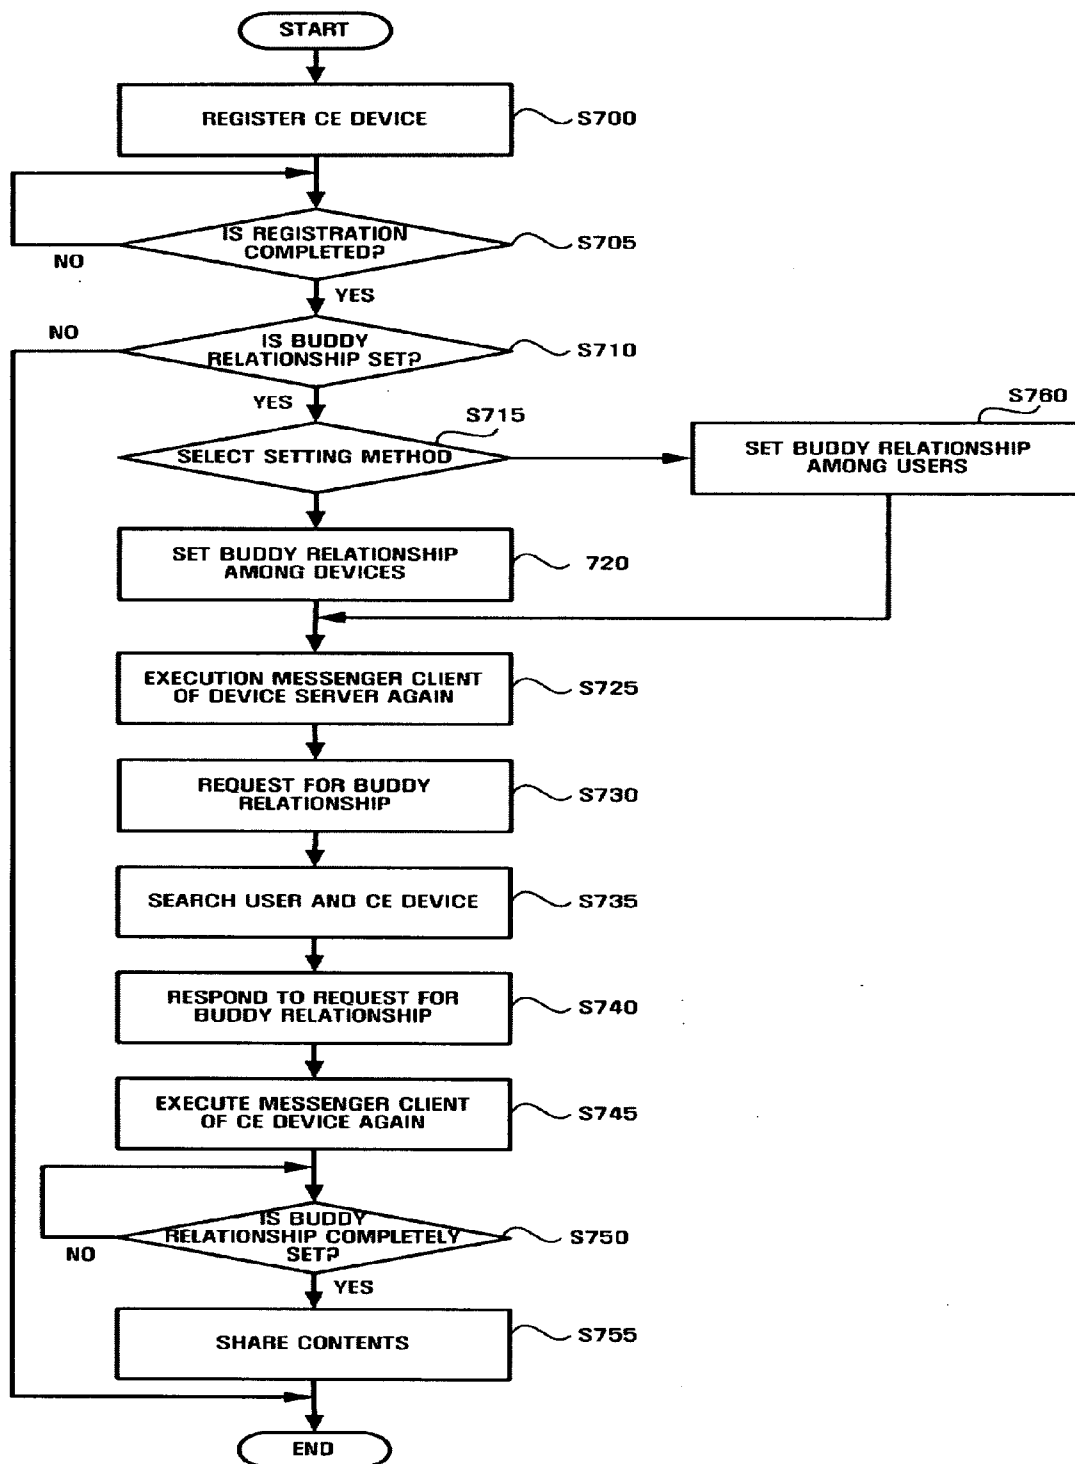 START
REGISTER CE DEVICE
S700
IS REGISTRATION
COMPLETED?
S705
NO
YES
NO
IS BUDDY
RELATIONSHIP SET?
S710
YES
S715
SELECT SETTING METHOD
S760
SET BUDDY RELATIONSHIP
AMONG USERS
SET BUDDY RELATIONSHIP
AMONG DEVICES
720
EXECUTION MESSENGER CLIENT
OF DEVICE SERVER AGAIN
S725
REQUEST FOR BUDDY
RELATIONSHIP
S730
SEARCH USER AND CE DEVICE
S735
RESPOND TO REQUEST FOR
BUDDY RELATIONSHIP
S740
EXECUTE MESSENGER CLIENT
OF CE DEVICE AGAIN
S745
IS BUDDY
RELATIONSHIP COMPLETELY
SET?
S750
NO
YES
SHARE CONTENTS
S755
END